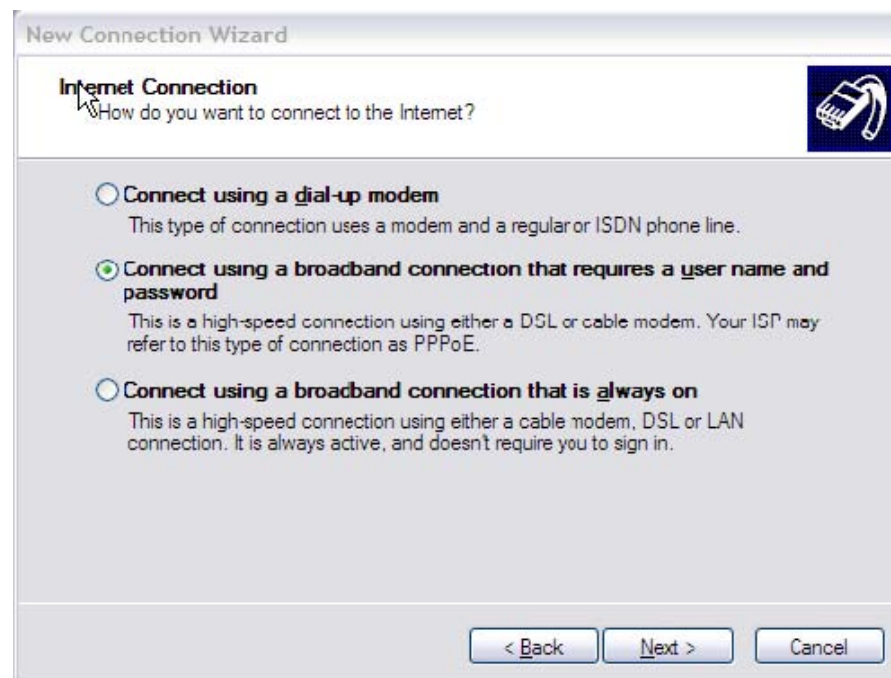 New Connection Wizard
Internet Connection
How do you want to connect to the Internet?
Connect using a dial-up modem
This type of connection uses a modem and a regular or ISDN phone line.
Connect using a broadband connection that requires a user name and
password
This is a high-speed connection using either a DSL or cable modem. Your ISP may
refer to this type of connection as PPPoE.
Connect using a broadband connection that is always on
This is a high-speed connection using either a cable modem, DSL or LAN
connection. It is always active, and doesn't require you to sign in.
< Back Next > Cancel